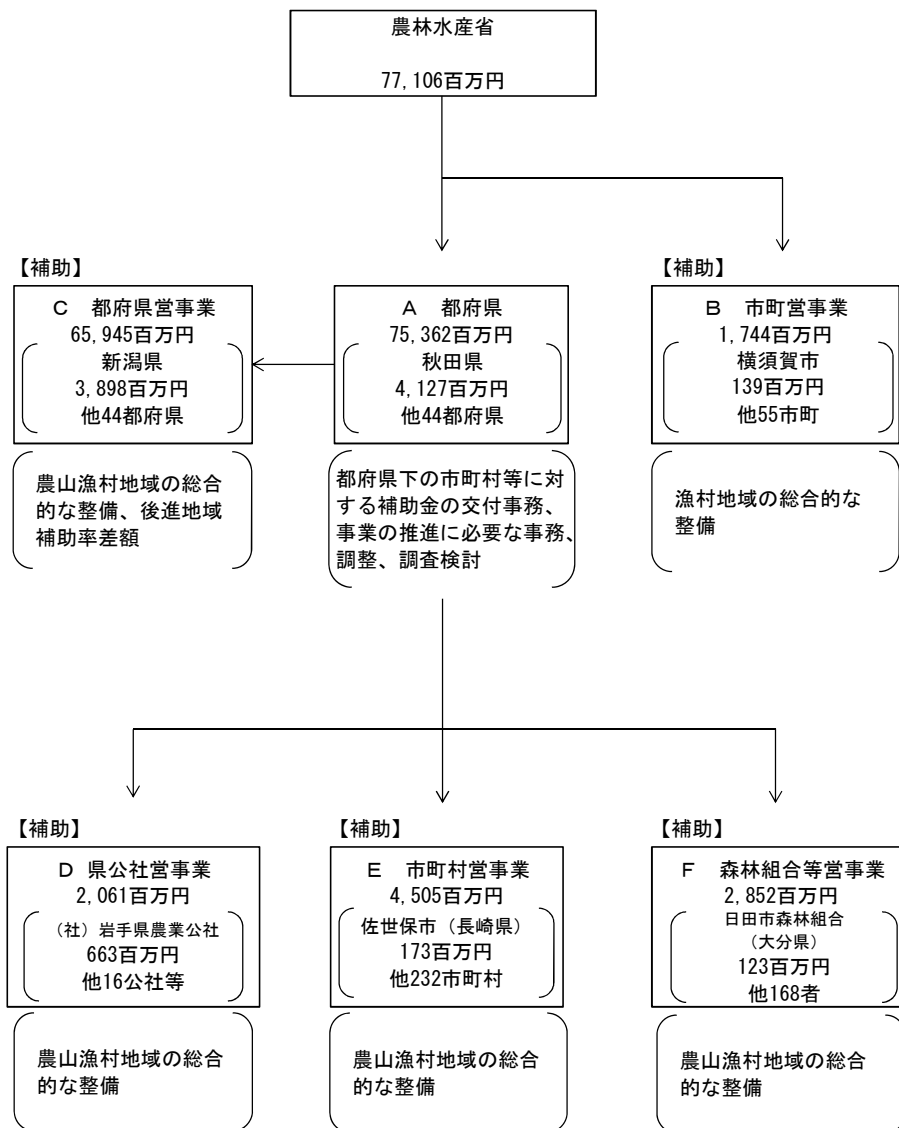 農林水産省
77,106百万円
【補助】
C 都府県営事業
65,945百万円
新潟県
3,898百万円
他44都府県
農山漁村地域の総合
的な整備、後進地域
補助率差額
A 都府県
75,362百万円
秋田県
4,127百万円
他44都府県
都府県下の市町村等に対
する補助金の交付事務、
事業の推進に必要な事務、
調整、調査検討
【補助】
B 市町営事業
1,744百万円
横須賀市
139百万円
他55市町
漁村地域の総合的な
整備
【補助】
D 県公社営事業
2,061百万円
（社）岩手県農業公社
663百万円
他16公社等
農山漁村地域の総合
的な整備
【補助】
E 市町村営事業
4,505百万円
佐世保市（長崎県）
173百万円
他232市町村
農山漁村地域の総合
的な整備
【補助】
F 森林組合等営事業
2,852百万円
日田市森林組合
（大分県）
123百万円
他168者
農山漁村地域の総合
的な整備